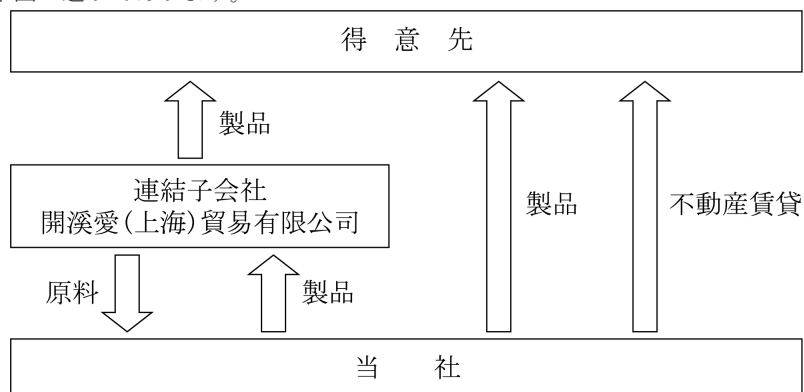 得意先
製品
連結子会社
開溪愛(上海)貿易有限公司
製品
不動産賃貸
原料
製品
当社